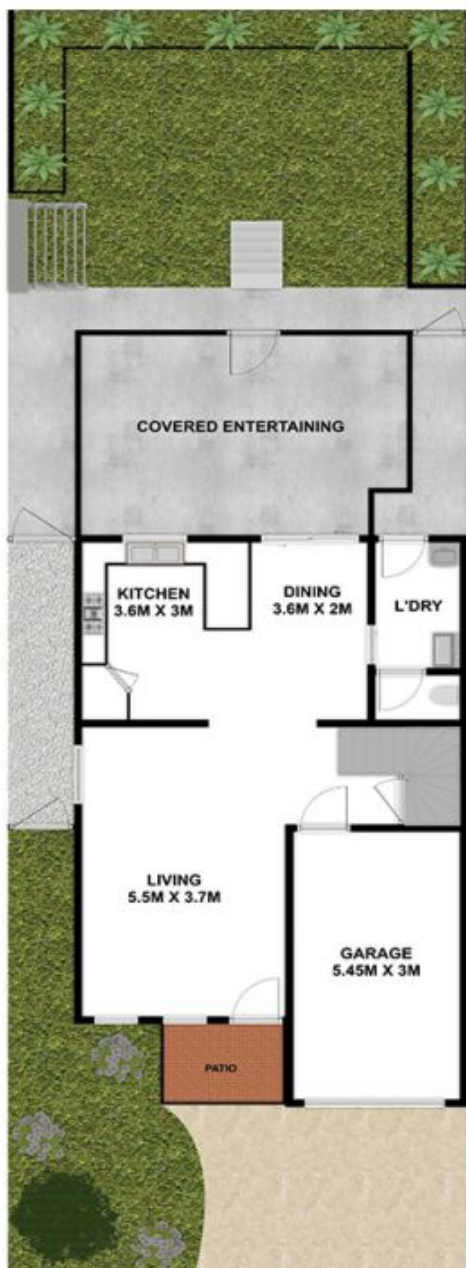 COVERED ENTERTAINING
KITCHEN
3.6M X 3M
DINING
3.6M X 2M
L'DRY
LIVING
5.5M X 3.7M
GARAGE
5.45M X 3M
PATIO